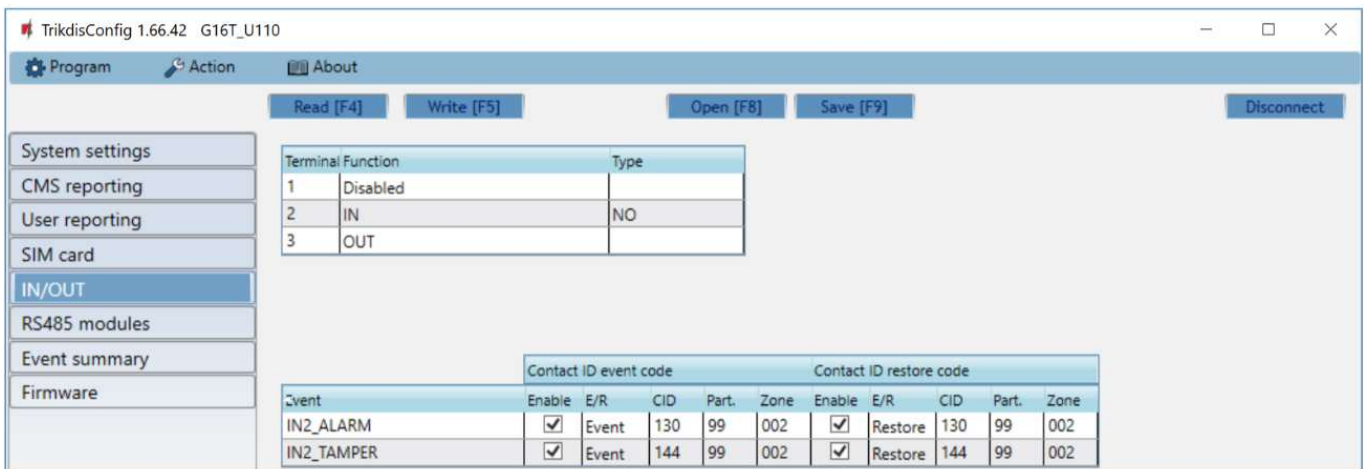 TrikdisConfig 1.66.42 G16T_U110
Program Action About
Read [F4] Write [F5] Open [F8] Save [F9] Disconnect
System settings
CMS reporting
User reporting
SIM card
IN/OUT
RS485 modules
Event summary
Firmware
Terminal Function Type
1 Disabled
2 IN NO
3 OUT
Contact ID event code Contact ID restore code
Event Enable E/R CID Part. Zone Enable E/R CID Part. Zone
IN2_ALARM Event 130 99 002 Restore 130 99 002
IN2_TAMPER Event 144 99 002 Restore 144 99 002